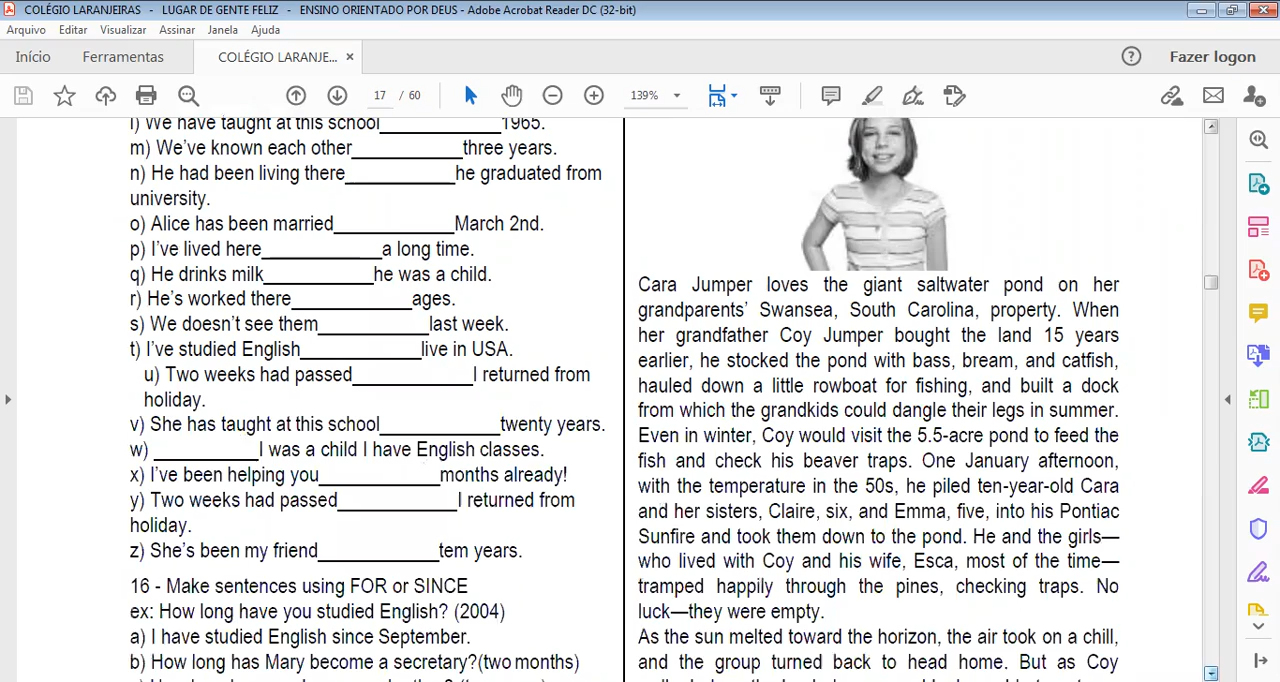 COLÉGIO LARANJEIRAS - LUGAR DE GENTE FELIZ - ENSINO ORIENTADO POR DEUS - Adobe Acrobat Reader DC (32-bit)
Arquivo Editar Visualizar Assinar Janela Ajuda
Início Ferramentas COLÉGIO LARANJE... × Fazer logon
17 / 60 139%
l) We have taught at this school____________1965.
m) We've known each other____________three years.
n) He had been living there____________he graduated from
university.
o) Alice has been married_____________March 2nd.
p) I've lived here_____________a long time.
q) He drinks milk____________he was a child.
r) He's worked there_____________ages.
s) We doesn't see them____________last week.
t) I've studied English_____________live in USA.
u) Two weeks had passed_____________I returned from
holiday.
v) She has taught at this school_____________twenty years.
w) ___________I was a child I have English classes.
x) I've been helping you_____________months already!
y) Two weeks had passed_____________I returned from
holiday.
z) She's been my friend_____________tem years.
16 - Make sentences using FOR or SINCE
ex: How long have you studied English? (2004)
a) I have studied English since September.
b) How long has Mary become a secretary?(two months)
Cara Jumper loves the giant saltwater pond on her
grandparents' Swansea, South Carolina, property. When
her grandfather Coy Jumper bought the land 15 years
earlier, he stocked the pond with bass, bream, and catfish,
hauled down a little rowboat for fishing, and built a dock
from which the grandkids could dangle their legs in summer.
Even in winter, Coy would visit the 5.5-acre pond to feed the
fish and check his beaver traps. One January afternoon,
with the temperature in the 50s, he piled ten-year-old Cara
and her sisters, Claire, six, and Emma, five, into his Pontiac
Sunfire and took them down to the pond. He and the girls—
who lived with Coy and his wife, Esca, most of the time—
tramped happily through the pines, checking traps. No
luck—they were empty.
As the sun melted toward the horizon, the air took on a chill,
and the group turned back to head home. But as Coy